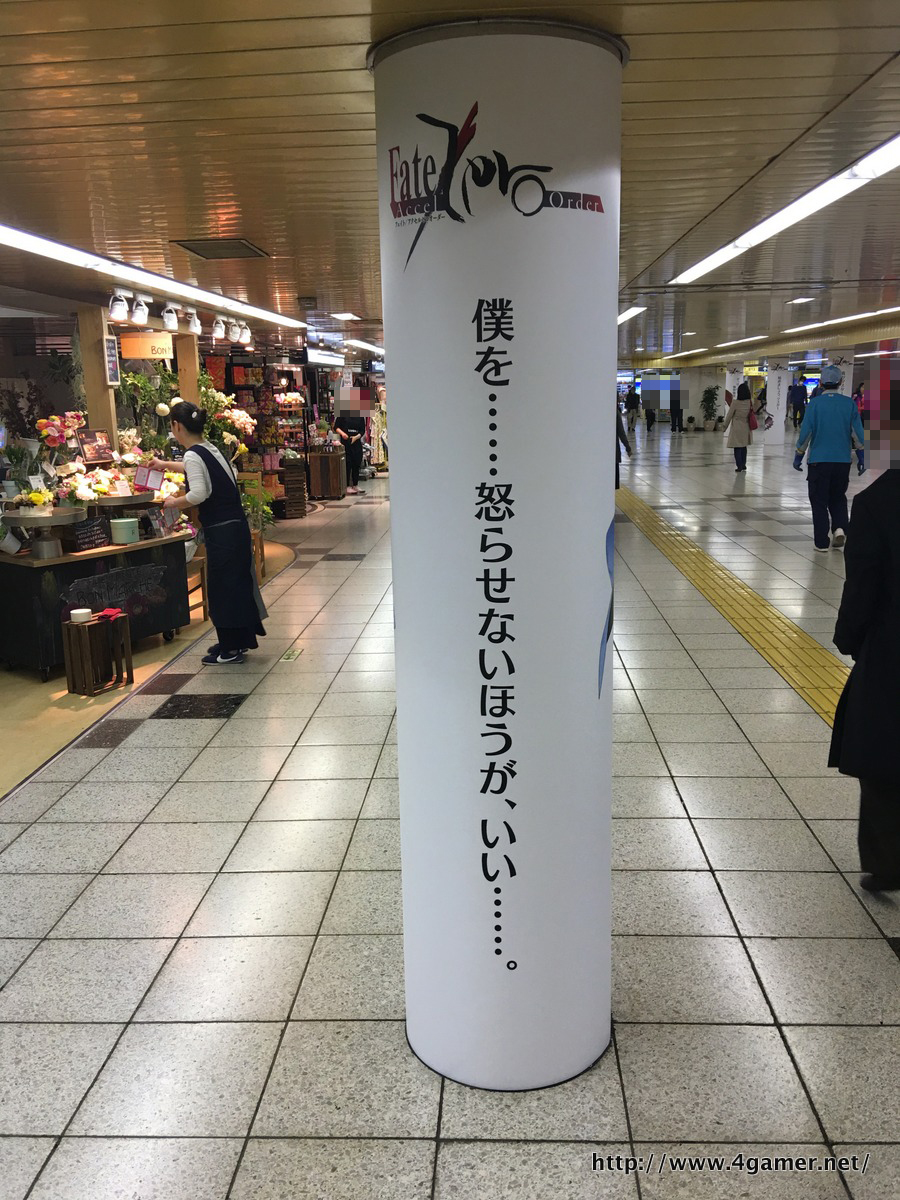 Fate
Zero
Accel Order
フェイト/アクセルゼロオーダー
僕を……怒らせないほうが、いい……。
BON
http://www.4gamer.net/